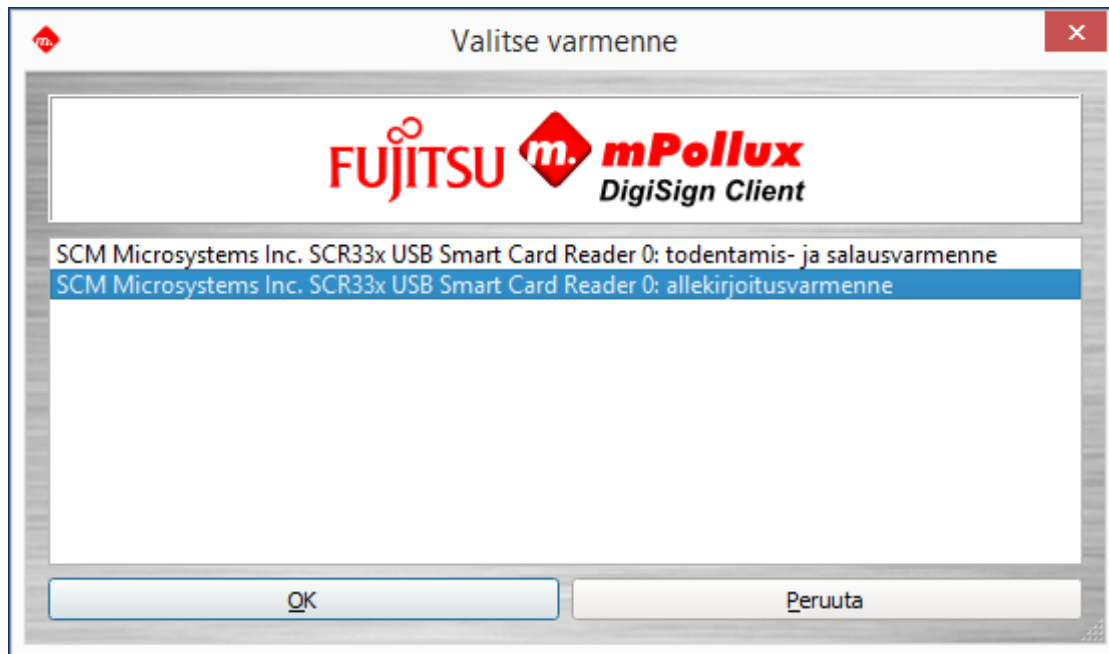 m.
Valitse varmenne
FUJITSU m. mPollux
DigiSign Client
SCM Microsystems Inc. SCR33x USB Smart Card Reader 0: todentamis- ja salausvarmenne
SCM Microsystems Inc. SCR33x USB Smart Card Reader 0: allekirjoitusvarmenne
OK
Peruuta